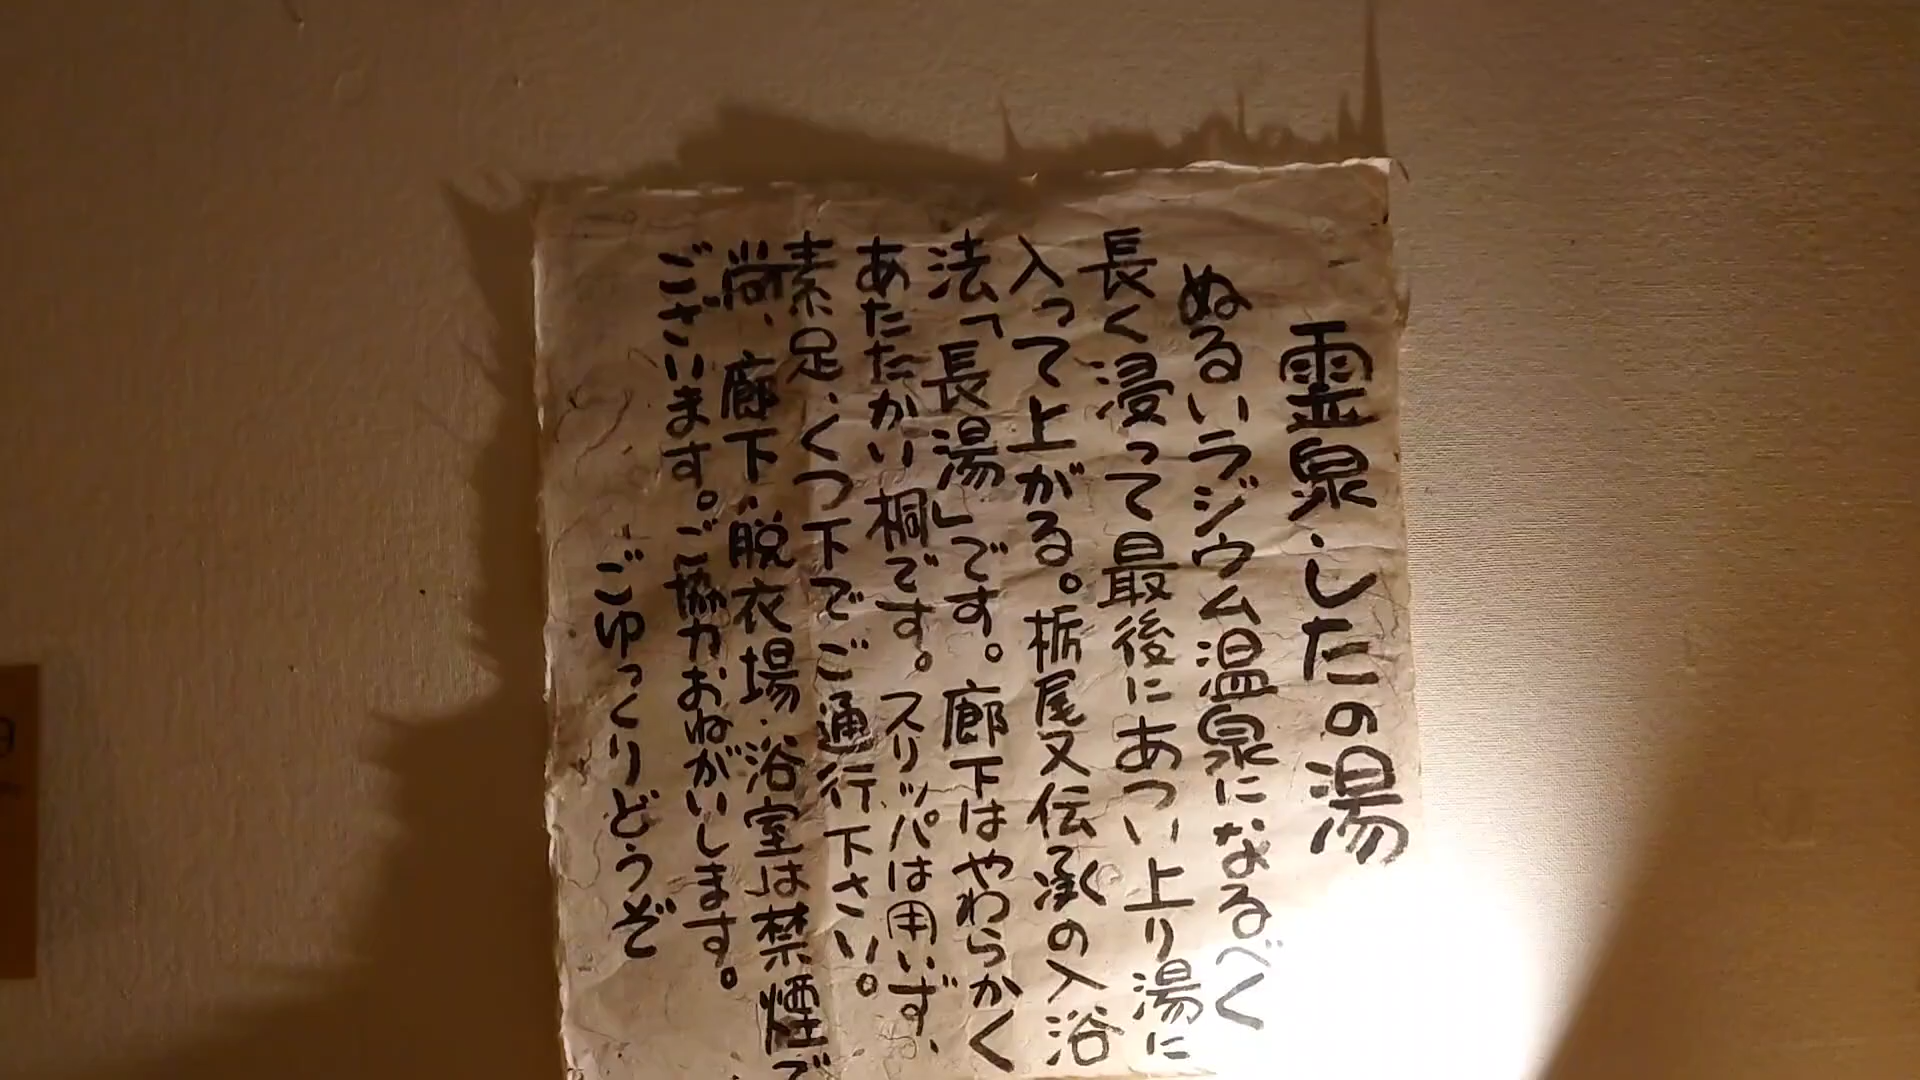 霊泉・したの湯
ぬるいラジウム温泉になるべく
長く浸って最後にあつい上り湯に
入って上がる。栃尾又伝承の入浴
法「長湯」です。廊下はやわらかく
あたたかい桐です。スリッパは用いず、
素足、くつ下でご通行下さい。
尚、廊下・脱衣場・浴室は禁煙で
ございます。ご協力おねがいします。
ごゆっくりどうぞ